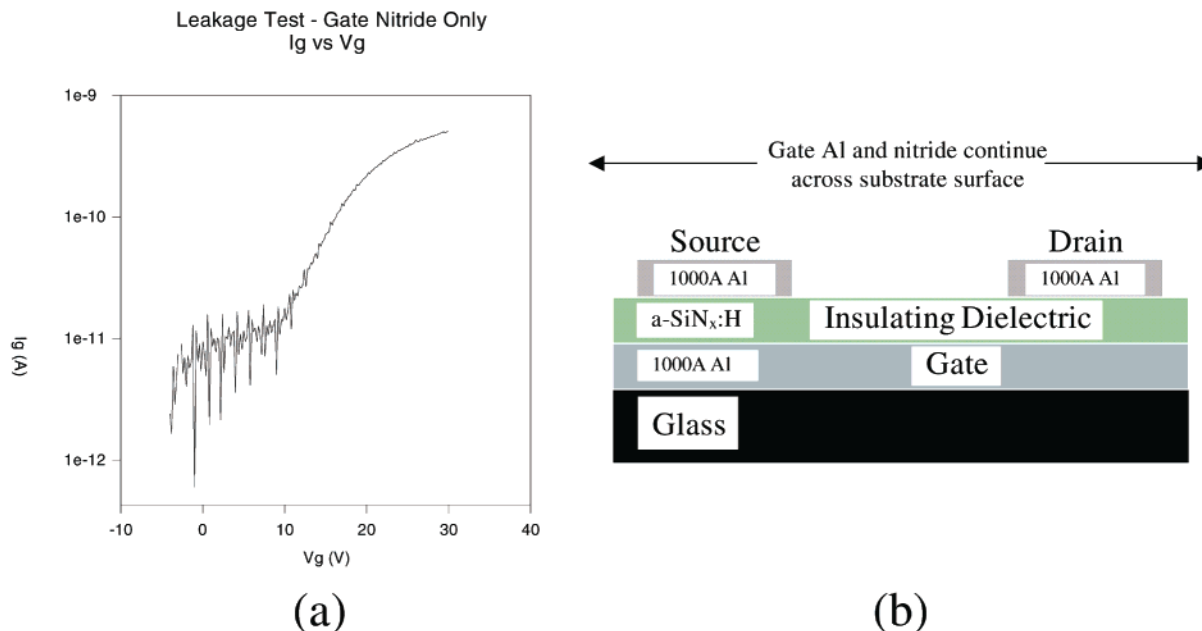 Leakage Test - Gate Nitride Only
Ig vs Vg
1e-9
1e-10
1e-11
1e-12
Ig (A)
-10
0
10
20
30
40
Vg (V)
(a)
Gate Al and nitride continue
across substrate surface
Source
Drain
1000A Al
1000A Al
a-SiNₓ:H
Insulating Dielectric
1000A Al
Gate
Glass
(b)